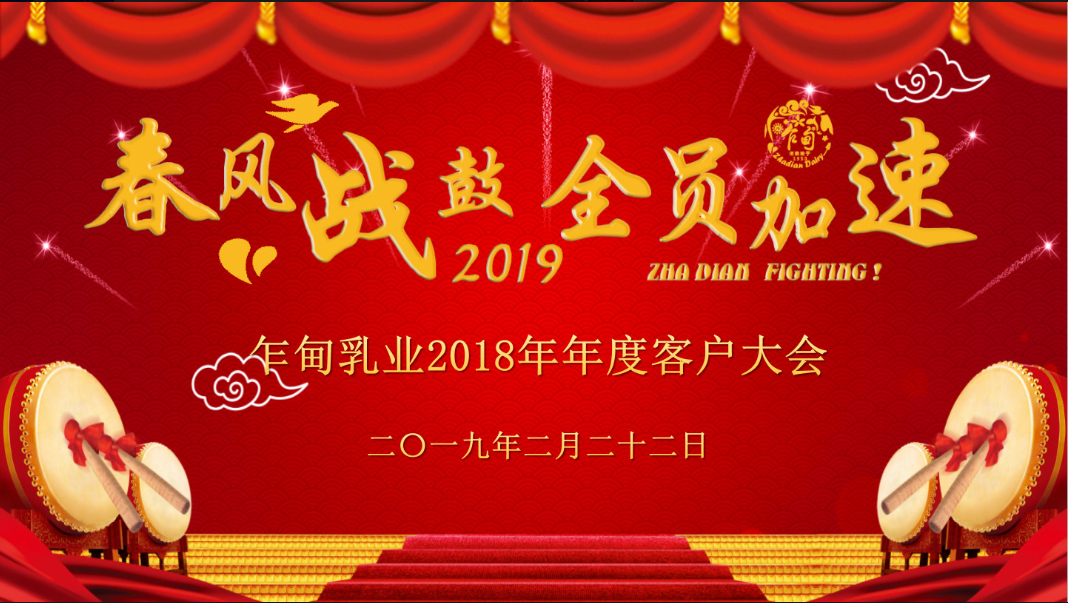 春风战鼓全员加速
2019 ZHA DIAN FIGHTING!
乍甸
Zhadian Dairy
乍甸乳业2018年年度客户大会
二〇一九年二月二十二日